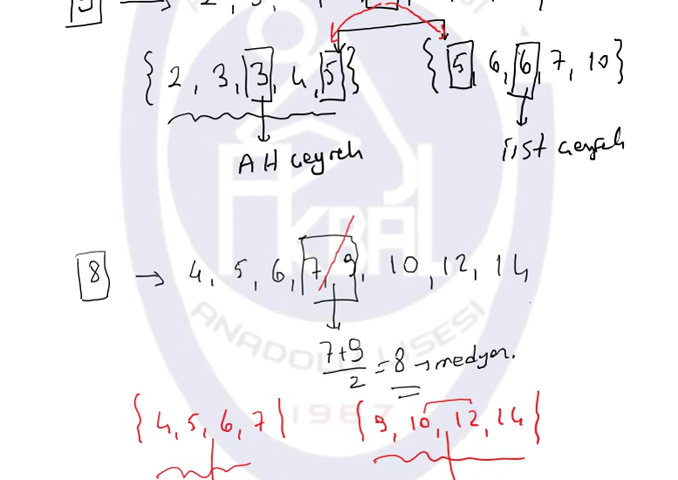 { 2, 3, 3, 4, 5 } { 5, 6, 6, 7, 10 }
AH çeyrek
üst çeyrek
8 → 4, 5, 6, 7, 9, 10, 12, 14
7+9
2
= 8 → medyan.
ANADOLU LİSESİ
1987
{ 4, 5, 6, 7 } { 9, 10, 12, 14 }